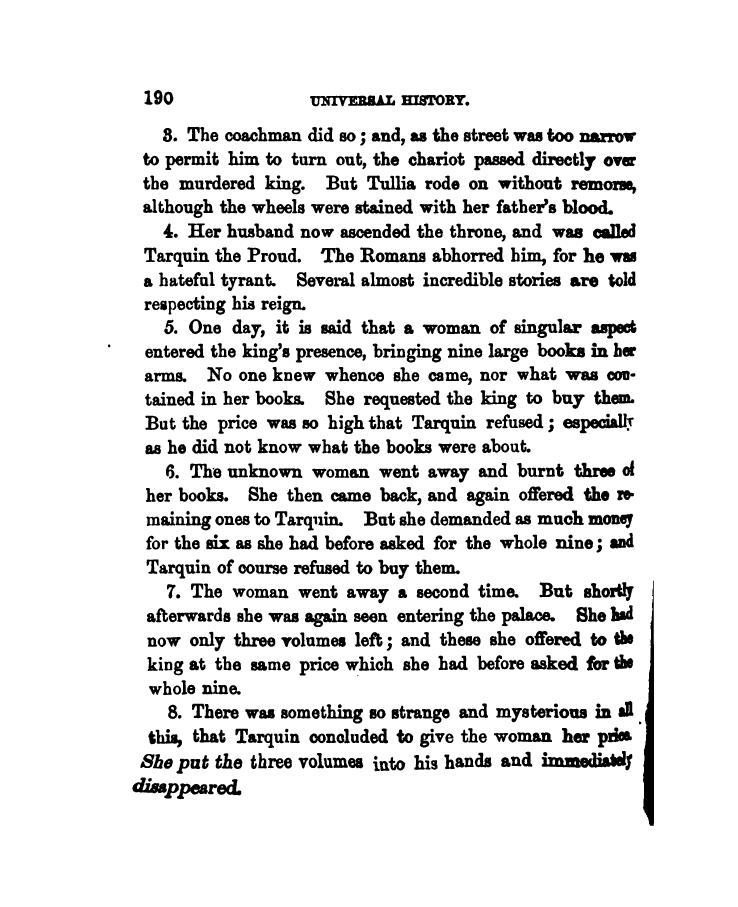 190 UNIVERSAL HISTORY.
3. The coachman did so; and, as the street was too narrow
to permit him to turn out, the chariot passed directly over
the murdered king. But Tullia rode on without remorse,
although the wheels were stained with her father's blood.
4. Her husband now ascended the throne, and was called
Tarquin the Proud. The Romans abhorred him, for he was
a hateful tyrant. Several almost incredible stories are told
respecting his reign.
5. One day, it is said that a woman of singular aspect
entered the king's presence, bringing nine large books in her
arms. No one knew whence she came, nor what was con-
tained in her books. She requested the king to buy them.
But the price was so high that Tarquin refused; especially
as he did not know what the books were about.
6. The unknown woman went away and burnt three of
her books. She then came back, and again offered the re-
maining ones to Tarquin. But she demanded as much money
for the six as she had before asked for the whole nine; and
Tarquin of course refused to buy them.
7. The woman went away a second time. But shortly
afterwards she was again seen entering the palace. She had
now only three volumes left; and these she offered to the
king at the same price which she had before asked for the
whole nine.
8. There was something so strange and mysterious in all
this, that Tarquin concluded to give the woman her price.
She put the three volumes into his hands and immediately
disappeared.